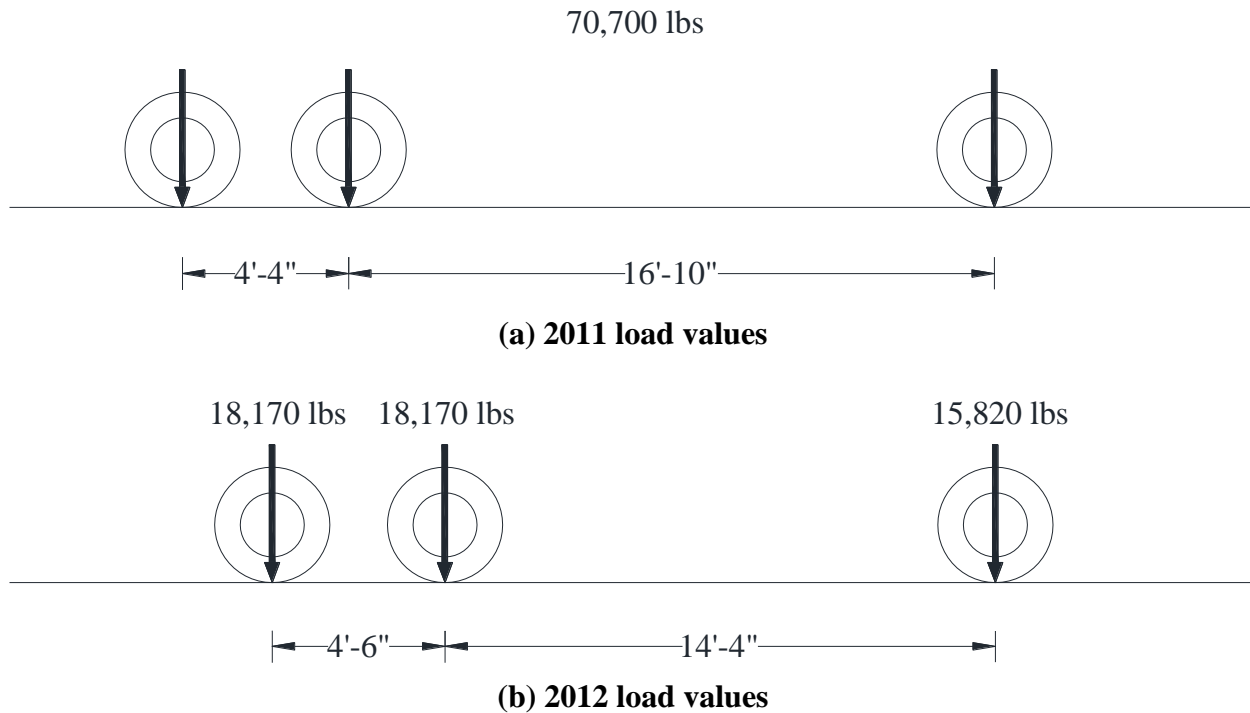 70,700 lbs
4'-4" 16'-10"
(a) 2011 load values
18,170 lbs 18,170 lbs 15,820 lbs
4'-6" 14'-4"
(b) 2012 load values